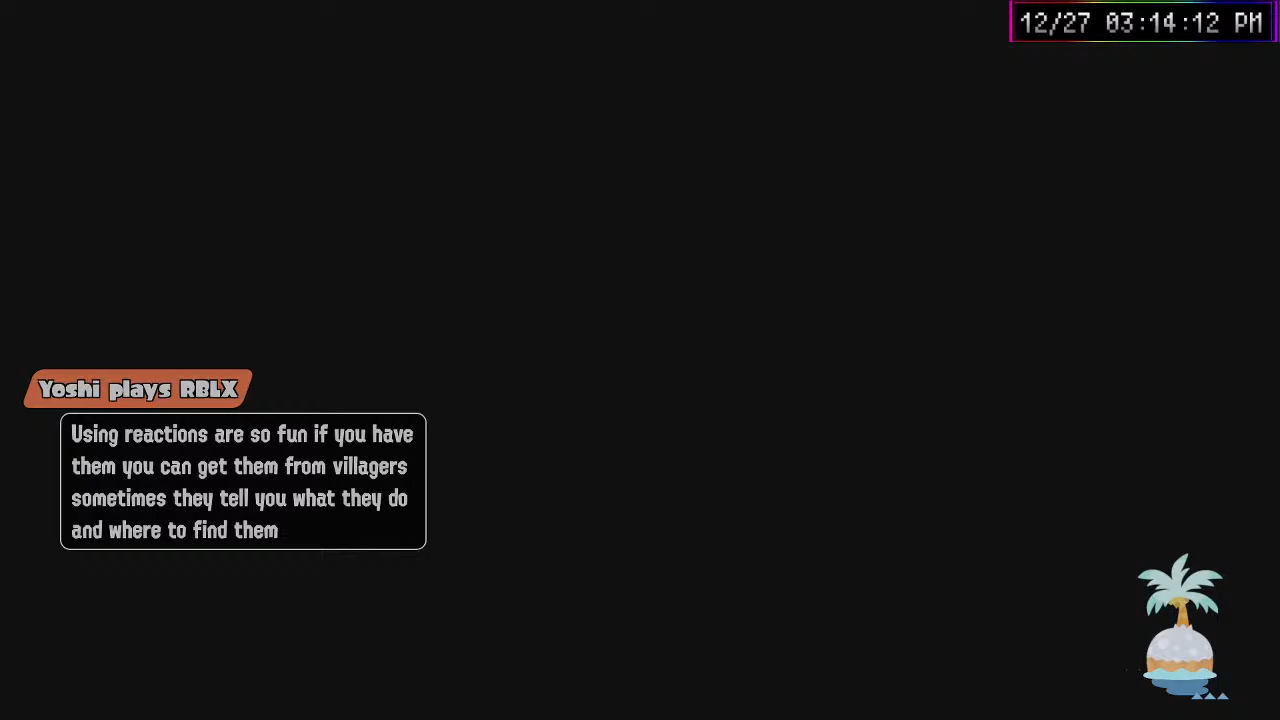 12/27 03:14:12 PM
Yoshi plays RBLX
Using reactions are so fun if you have
them you can get them from villagers
sometimes they tell you what they do
and where to find them